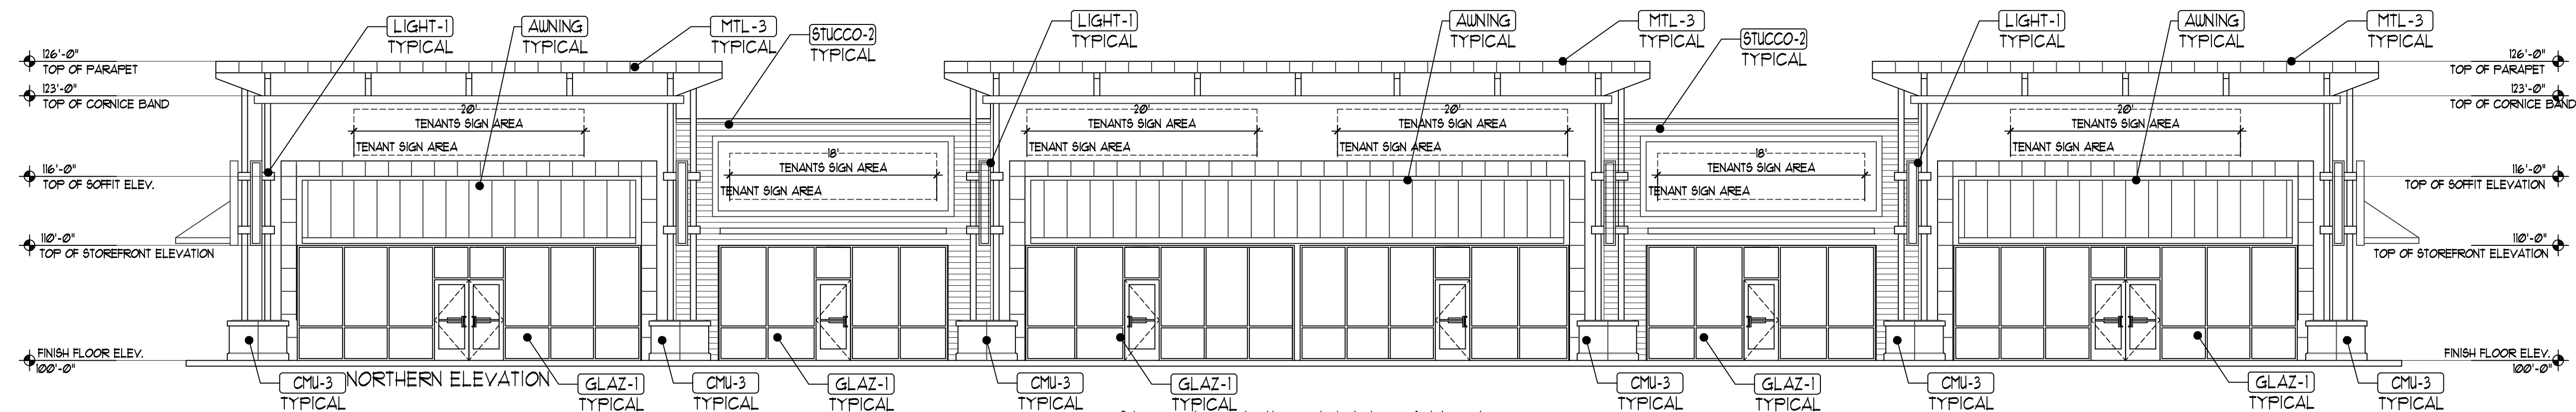 LIGHT-1
TYPICAL
AWNING
TYPICAL
MTL-3
TYPICAL
STUCCO-2
TYPICAL
LIGHT-1
TYPICAL
AWNING
TYPICAL
MTL-3
TYPICAL
STUCCO-2
TYPICAL
LIGHT-1
TYPICAL
AWNING
TYPICAL
MTL-3
TYPICAL
126'-0"
TOP OF PARAPET
123'-0"
TOP OF CORNICE BAND
116'-0"
TOP OF SOFFIT ELEV.
110'-0"
TOP OF STOREFRONT ELEVATION
FINISH FLOOR ELEV.
100'-0"
20'
TENANTS SIGN AREA
TENANT SIGN AREA
18'
TENANTS SIGN AREA
TENANT SIGN AREA
20'
TENANTS SIGN AREA
TENANT SIGN AREA
20'
TENANTS SIGN AREA
TENANT SIGN AREA
18'
TENANTS SIGN AREA
TENANT SIGN AREA
20'
TENANTS SIGN AREA
TENANT SIGN AREA
126'-0"
TOP OF PARAPET
123'-0"
TOP OF CORNICE BAND
116'-0"
TOP OF SOFFIT ELEVATION
110'-0"
TOP OF STOREFRONT ELEVATION
FINISH FLOOR ELEV.
100'-0"
CMU-3
TYPICAL
NORTHERN ELEVATION
GLAZ-1
TYPICAL
CMU-3
TYPICAL
GLAZ-1
TYPICAL
CMU-3
TYPICAL
GLAZ-1
TYPICAL
CMU-3
TYPICAL
GLAZ-1
TYPICAL
CMU-3
TYPICAL
GLAZ-1
TYPICAL
CMU-3
TYPICAL